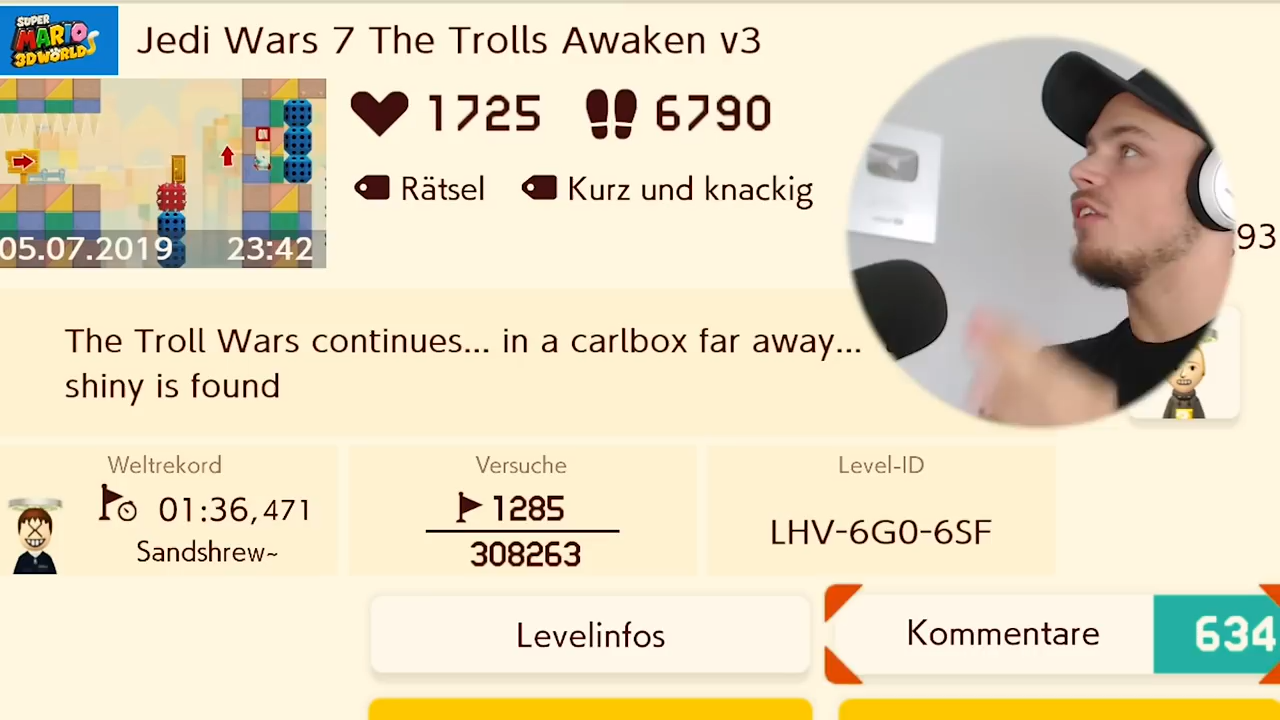 SUPER
MARIO
3D WORLD
Jedi Wars 7 The Trolls Awaken v3
1725 6790
Rätsel Kurz und knackig
93
05.07.2019 23:42
The Troll Wars continues... in a carlbox far away...
shiny is found
Weltrekord Versuche Level-ID
01:36,471 1285
Sandshrew~ 308263 LHV-6G0-6SF
Levelinfos Kommentare 634